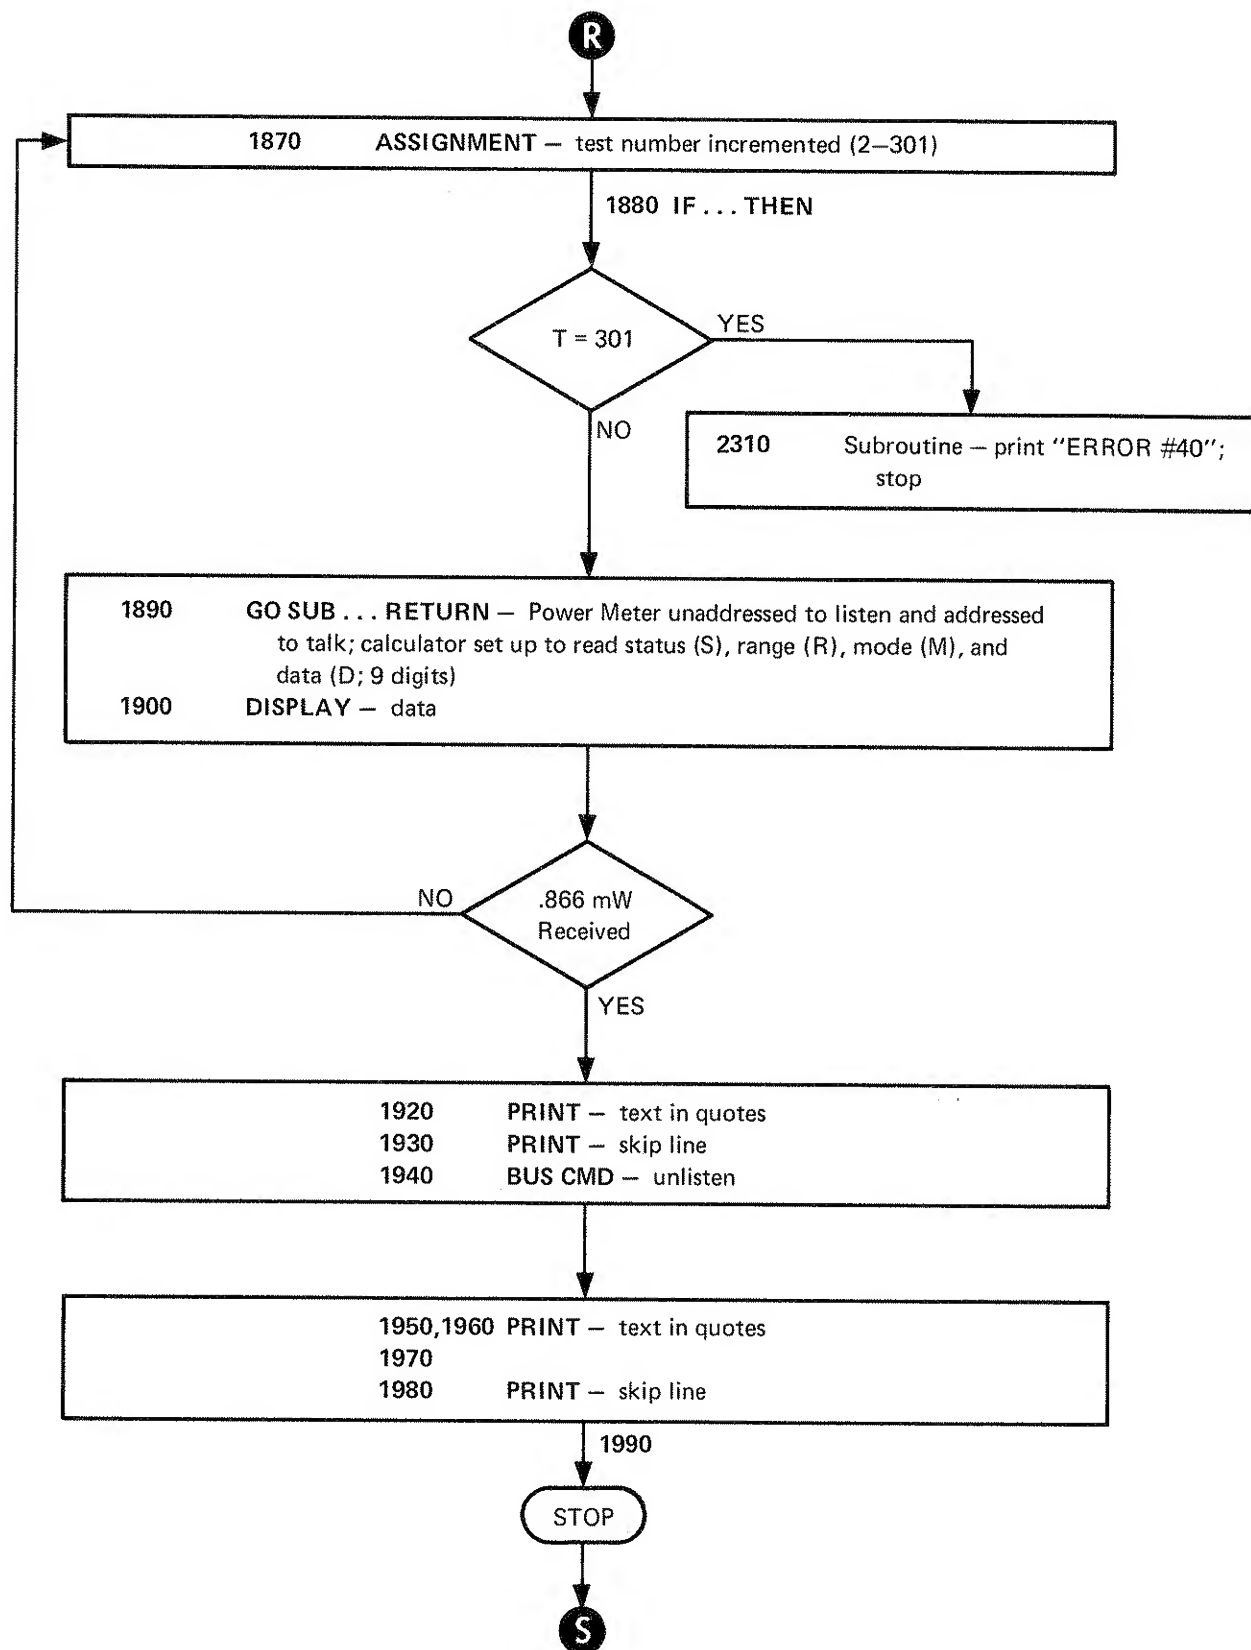 R
1870 ASSIGNMENT — test number incremented (2–301)
1880 IF ... THEN
T = 301
YES
NO
2310 Subroutine — print "ERROR #40";
stop
1890 GO SUB ... RETURN — Power Meter unaddressed to listen and addressed
to talk; calculator set up to read status (S), range (R), mode (M), and
data (D; 9 digits)
1900 DISPLAY — data
.866 mW
Received
NO
YES
1920 PRINT — text in quotes
1930 PRINT — skip line
1940 BUS CMD — unlisten
1950,1960 PRINT — text in quotes
1970
1980 PRINT — skip line
1990
STOP
S